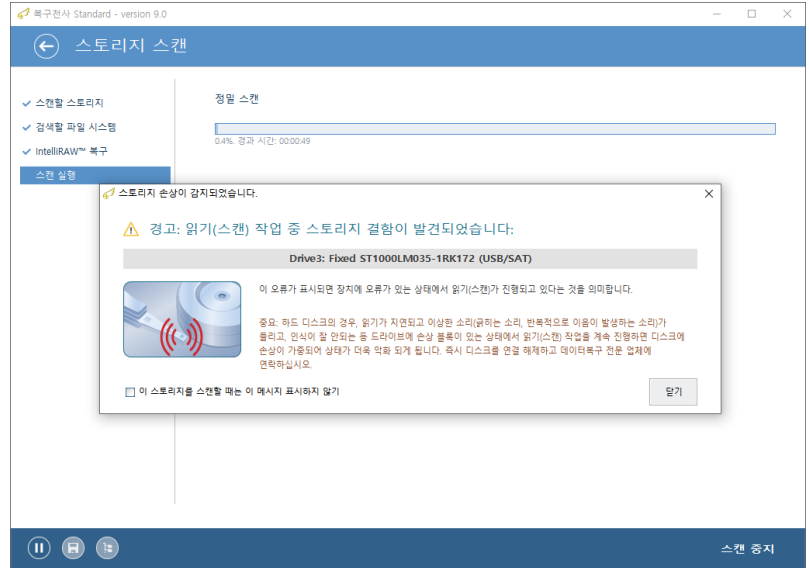 복구천사 Standard - version 9.0
스토리지 스캔
스캔할 스토리지
검색할 파일 시스템
IntelliRAW™ 복구
스캔 실행
정밀 스캔
0.4%. 경과 시간: 00:00:49
스토리지 손상이 감지되었습니다.
경고: 읽기(스캔) 작업 중 스토리지 결함이 발견되었습니다:
Drive3: Fixed ST1000LM035-1RK172 (USB/SAT)
이 오류가 표시되면 장치에 오류가 있는 상태에서 읽기(스캔)가 진행되고 있다는 것을 의미합니다.
중요: 하드 디스크의 경우, 읽기가 지연되고 이상한 소리(긁히는 소리, 반복적으로 이음이 발생하는 소리)가
들리고, 인식이 잘 안되는 등 드라이브에 손상 블록이 있는 상태에서 읽기(스캔) 작업을 계속 진행하면 디스크에
손상이 가중되어 상태가 더욱 악화 되게 됩니다. 즉시 디스크를 연결 해제하고 데이터복구 전문 업체에
연락하십시오.
이 스토리지를 스캔할 때는 이 메시지 표시하지 않기
닫기
스캔 중지